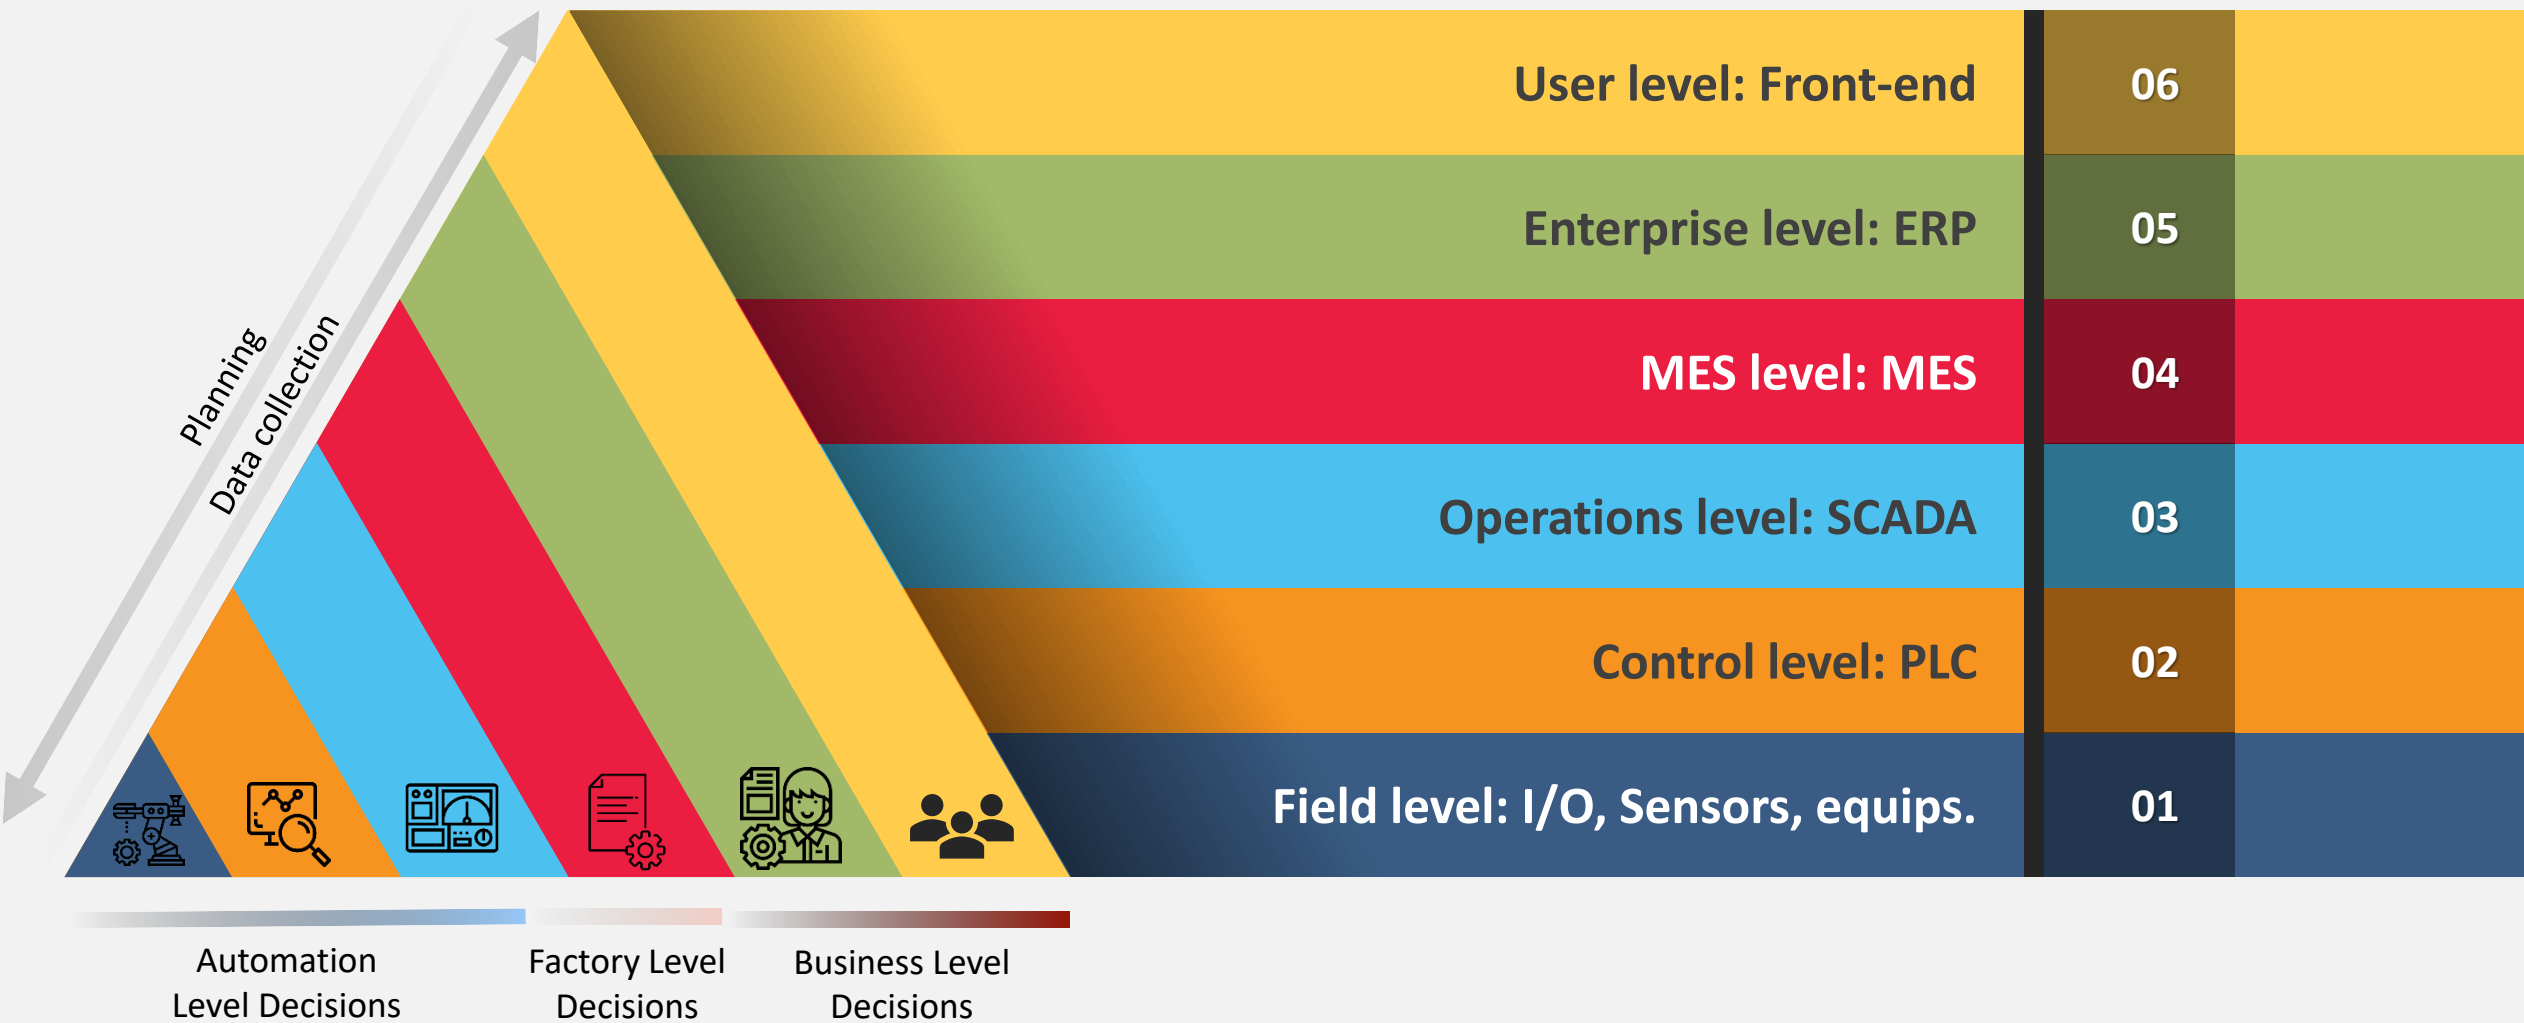 User level: Front-end
06
Enterprise level: ERP
05
MES level: MES
04
Operations level: SCADA
03
Control level: PLC
02
Field level: I/O, Sensors, equips.
01
Planning
Data collection
Automation
Level Decisions
Factory Level
Decisions
Business Level
Decisions